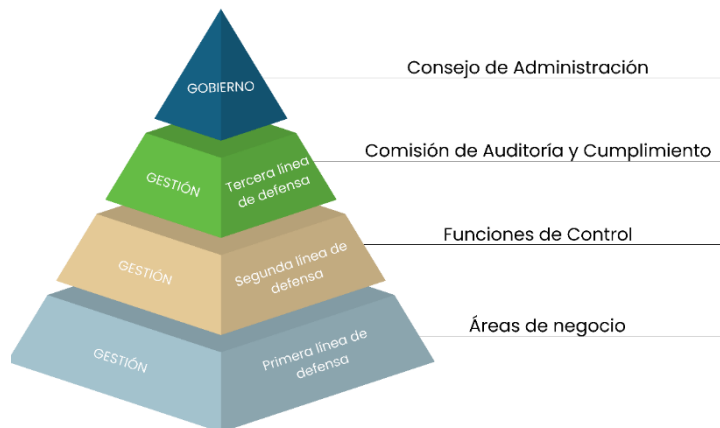 GOBIERNO
Consejo de Administración
GESTIÓN
Tercera línea
de defensa
Comisión de Auditoría y Cumplimiento
GESTIÓN
Segunda línea de
defensa
Funciones de Control
GESTIÓN
Primera línea de
defensa
Áreas de negocio